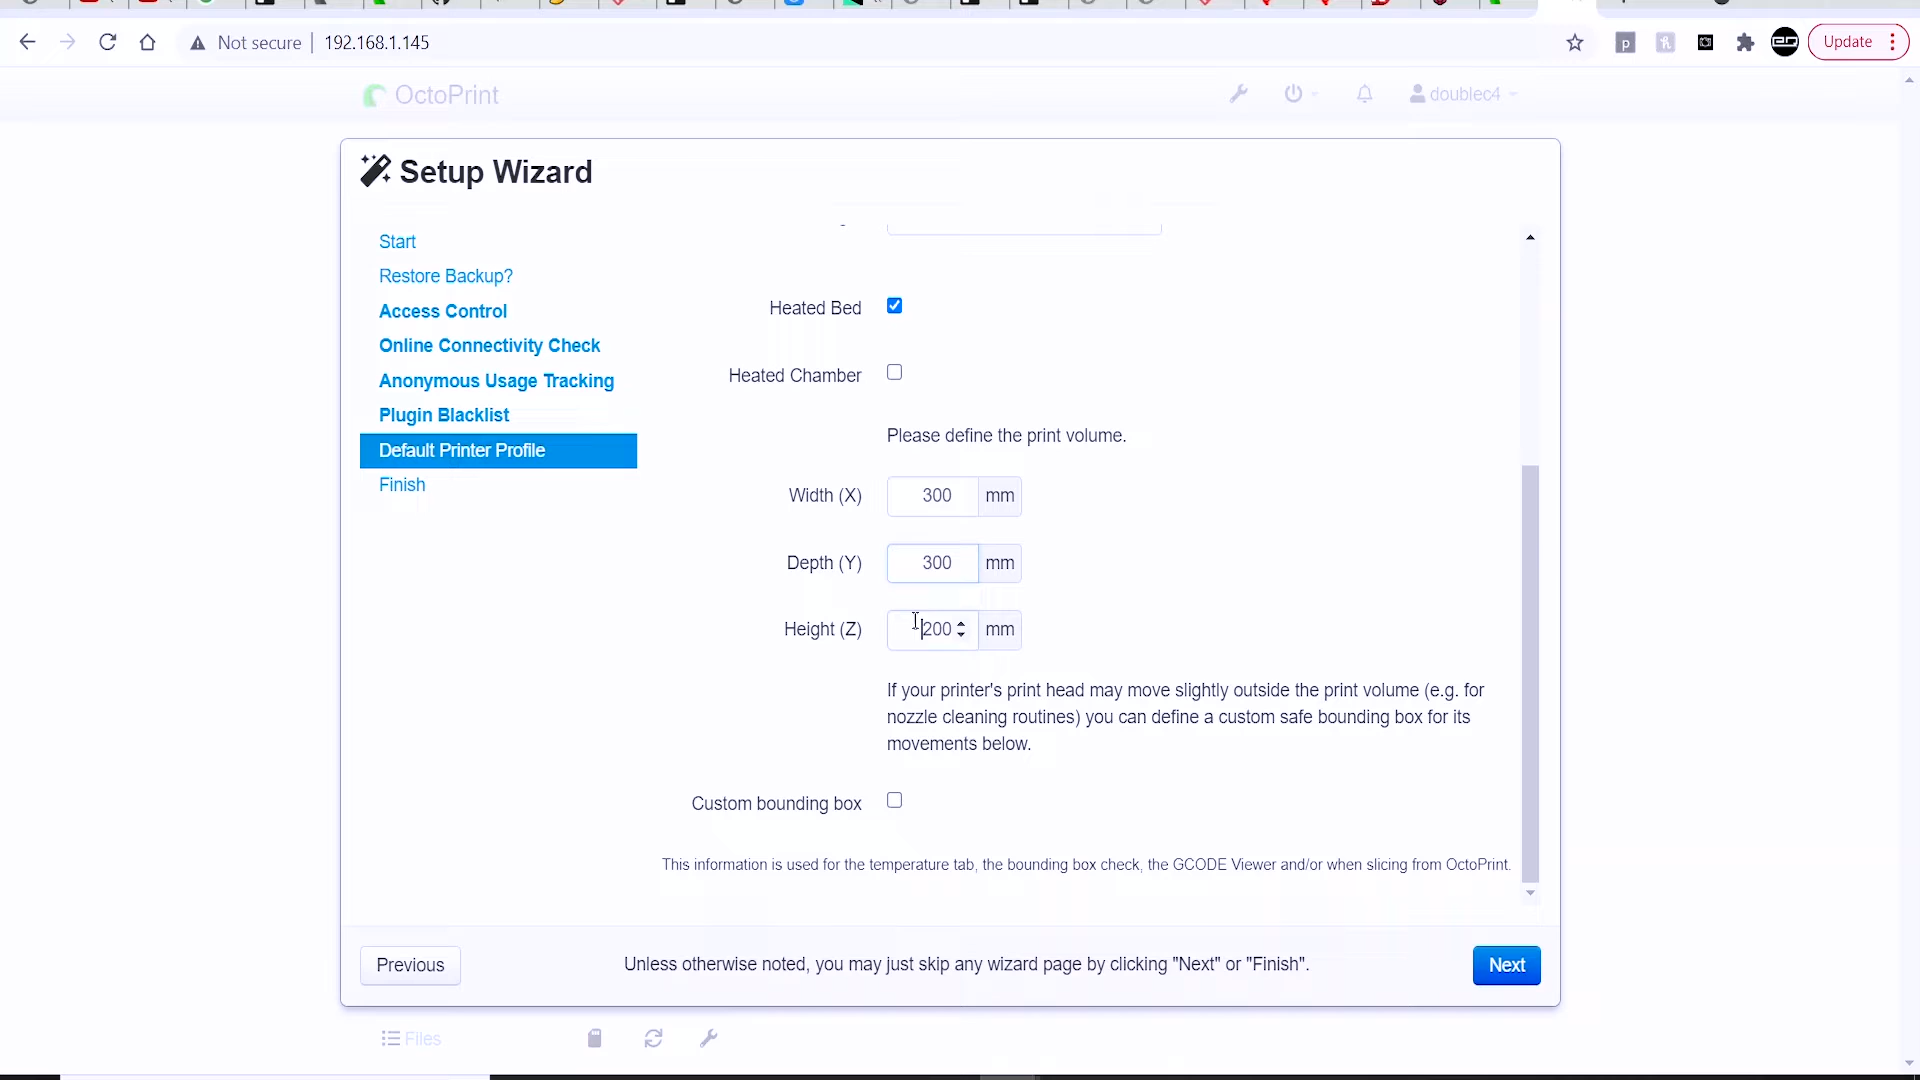 Not secure | 192.168.1.145
Update
OctoPrint
doublec4
Setup Wizard
Start
Restore Backup?
Access Control
Online Connectivity Check
Anonymous Usage Tracking
Plugin Blacklist
Default Printer Profile
Finish
Heated Bed
Heated Chamber
Please define the print volume.
Width (X) 300 mm
Depth (Y) 300 mm
Height (Z) 200 mm
If your printer's print head may move slightly outside the print volume (e.g. for
nozzle cleaning routines) you can define a custom safe bounding box for its
movements below.
Custom bounding box
This information is used for the temperature tab, the bounding box check, the GCODE Viewer and/or when slicing from OctoPrint.
Previous
Unless otherwise noted, you may just skip any wizard page by clicking "Next" or "Finish".
Next
Files